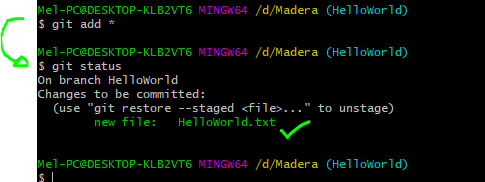 Mel-PC@DESKTOP-KLB2VT6 MINGW64 /d/Madera (HelloWorld)
$ git add *
Mel-PC@DESKTOP-KLB2VT6 MINGW64 /d/Madera (HelloWorld)
$ git status
On branch HelloWorld
Changes to be committed:
  (use "git restore --staged <file>..." to unstage)
        new file:   HelloWorld.txt
Mel-PC@DESKTOP-KLB2VT6 MINGW64 /d/Madera (HelloWorld)
$